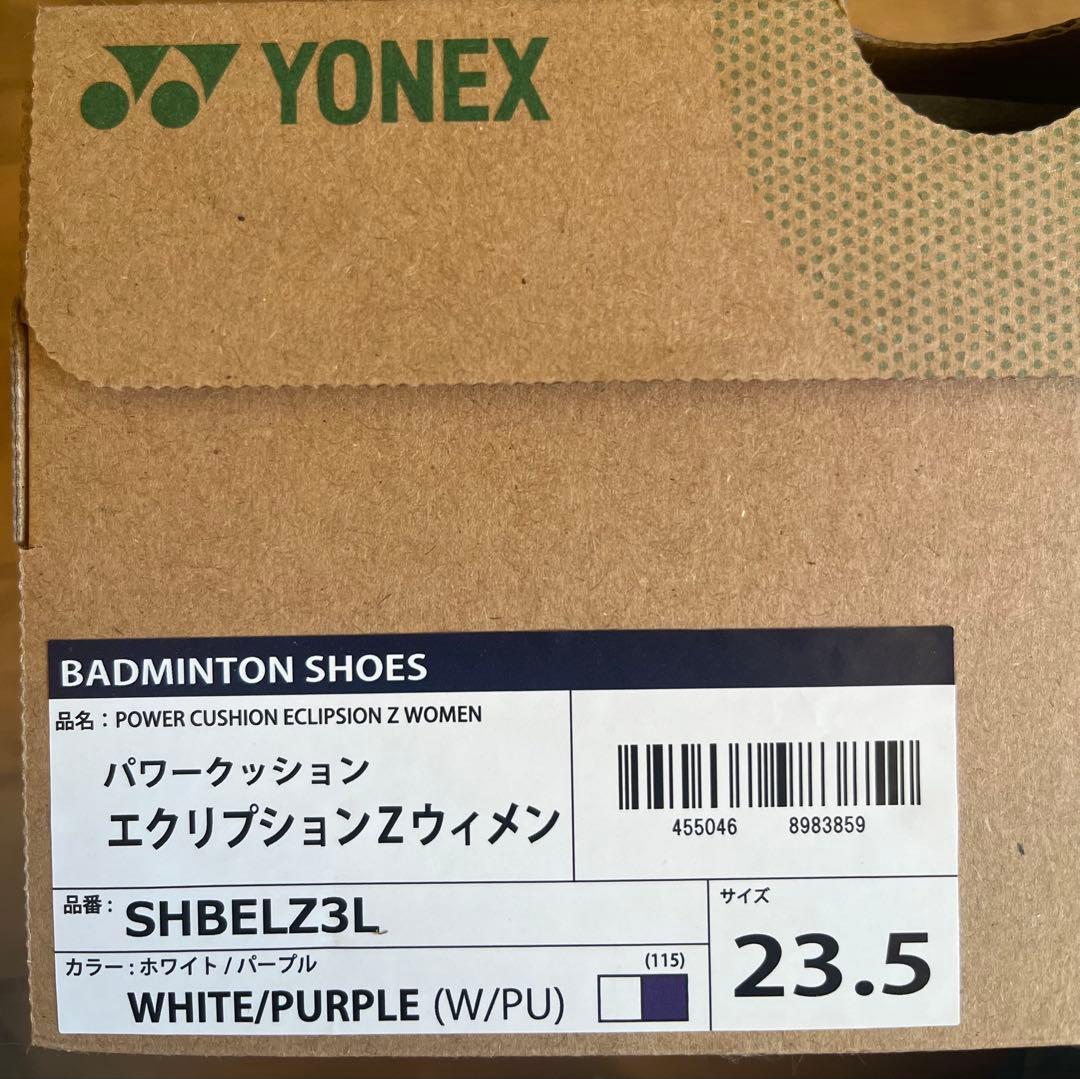 YONEX
BADMINTON SHOES
品名：POWER CUSHION ECLIPSION Z WOMEN
パワークッション
エクリプションZウィメン
455046 8983859
品番：SHBELZ3L
サイズ
23.5
カラー：ホワイト/パープル
(115)
WHITE/PURPLE (W/PU)